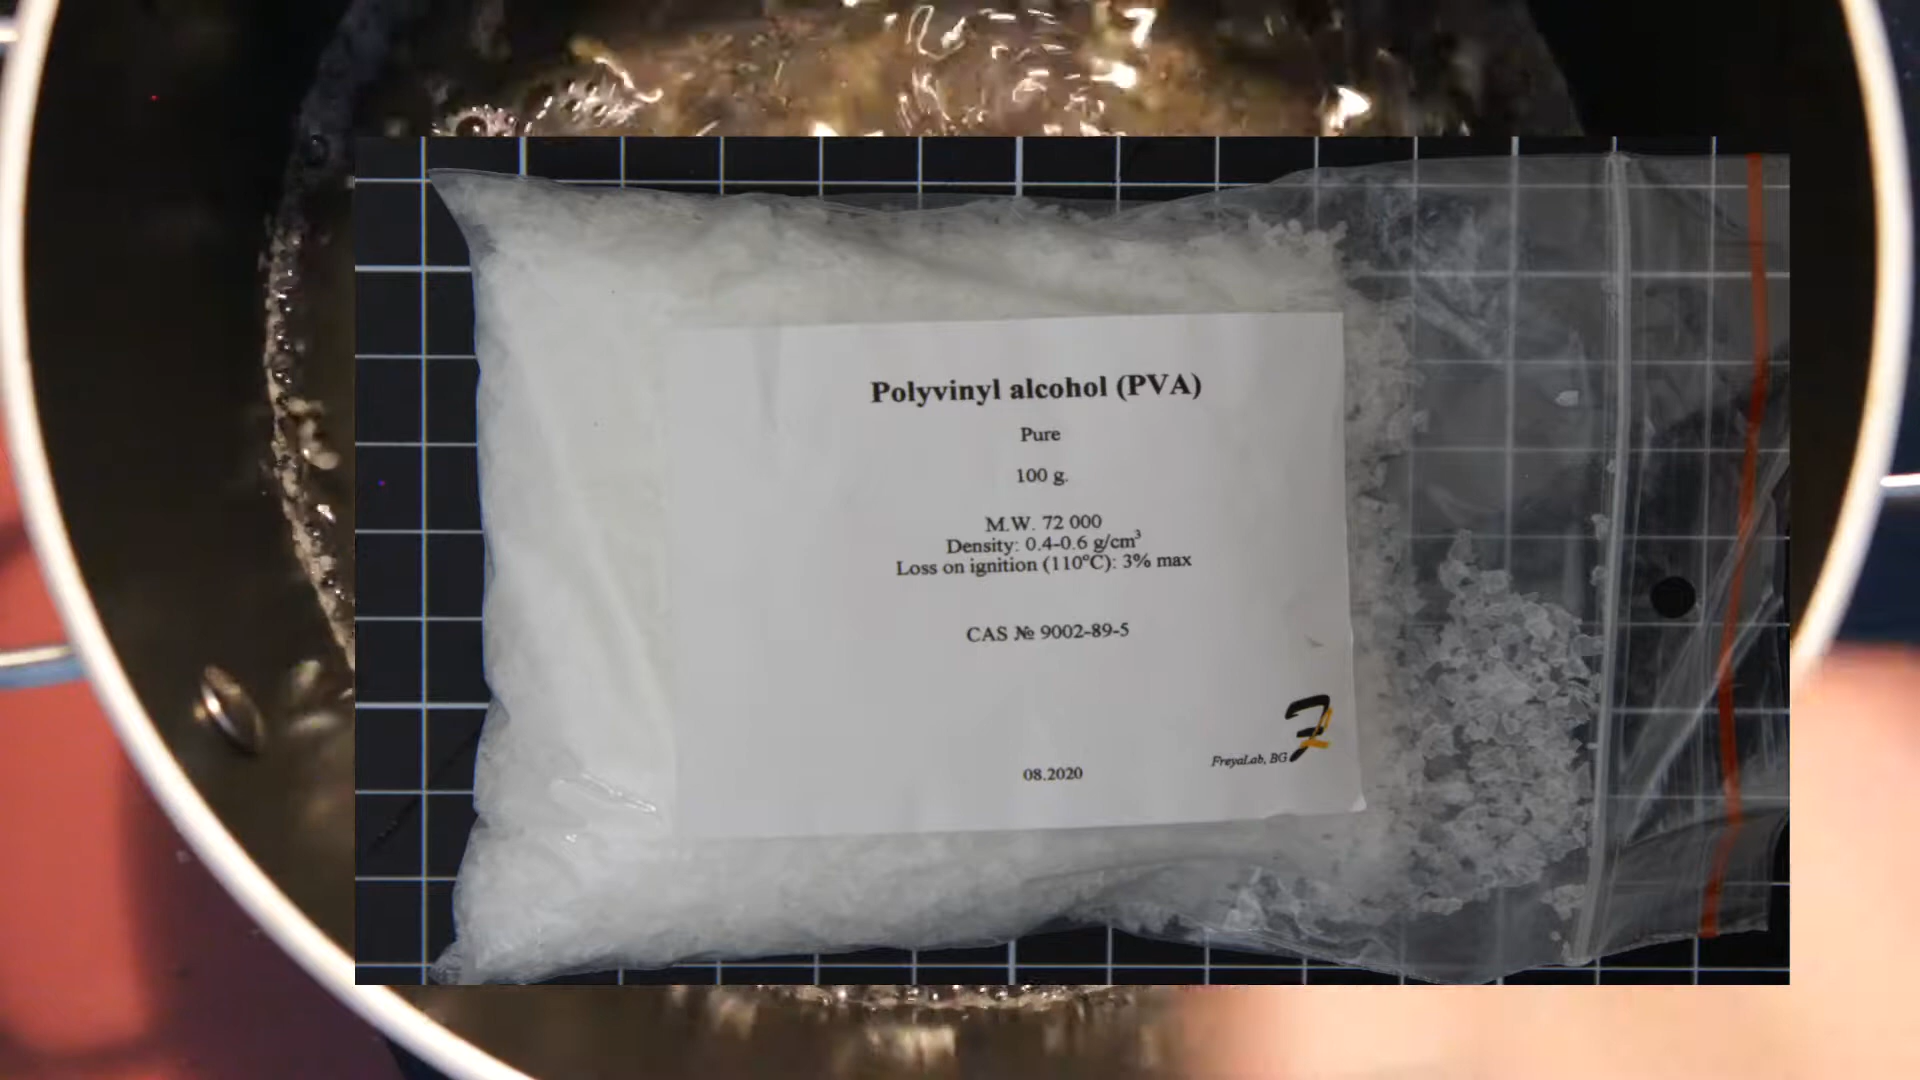 Polyvinyl alcohol (PVA)
Pure
100 g.
M.W. 72 000
Density: 0.4-0.6 g/cm³
Loss on ignition (110°C): 3% max
CAS № 9002-89-5
FreyaLab, BG
08.2020